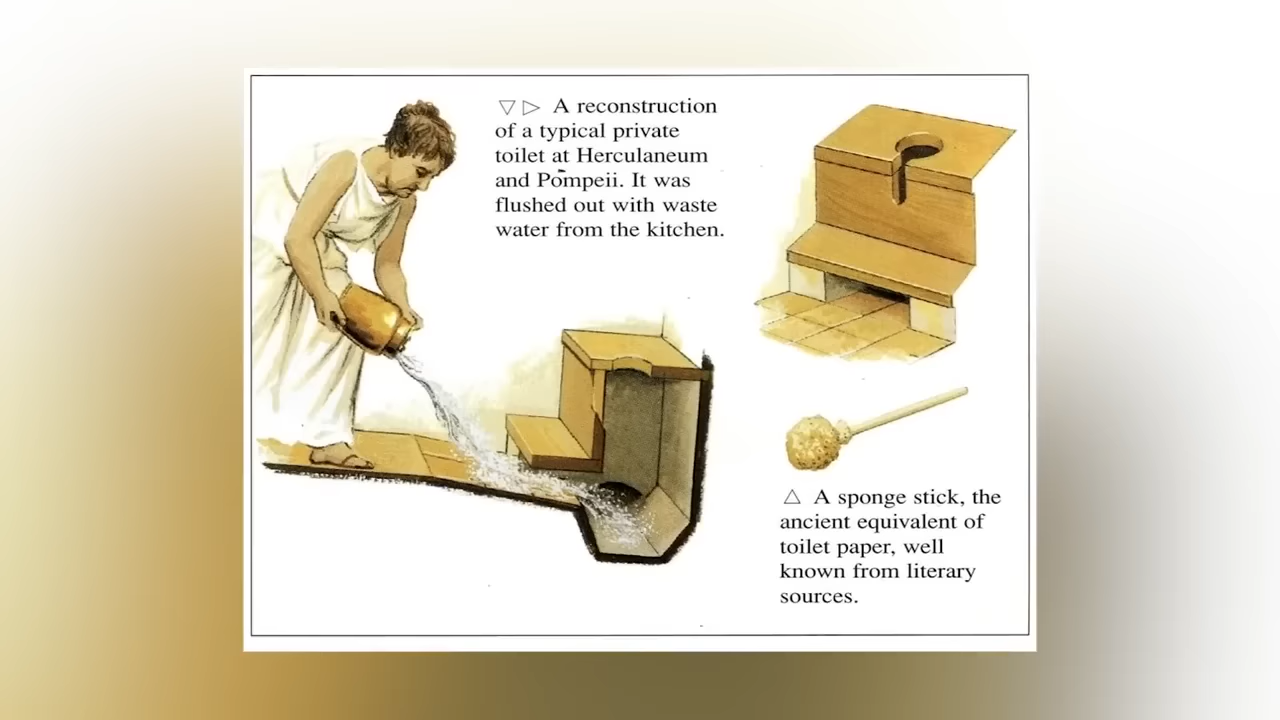 ▽ ▷ A reconstruction
of a typical private
toilet at Herculaneum
and Pompeii. It was
flushed out with waste
water from the kitchen.
△ A sponge stick, the
ancient equivalent of
toilet paper, well
known from literary
sources.